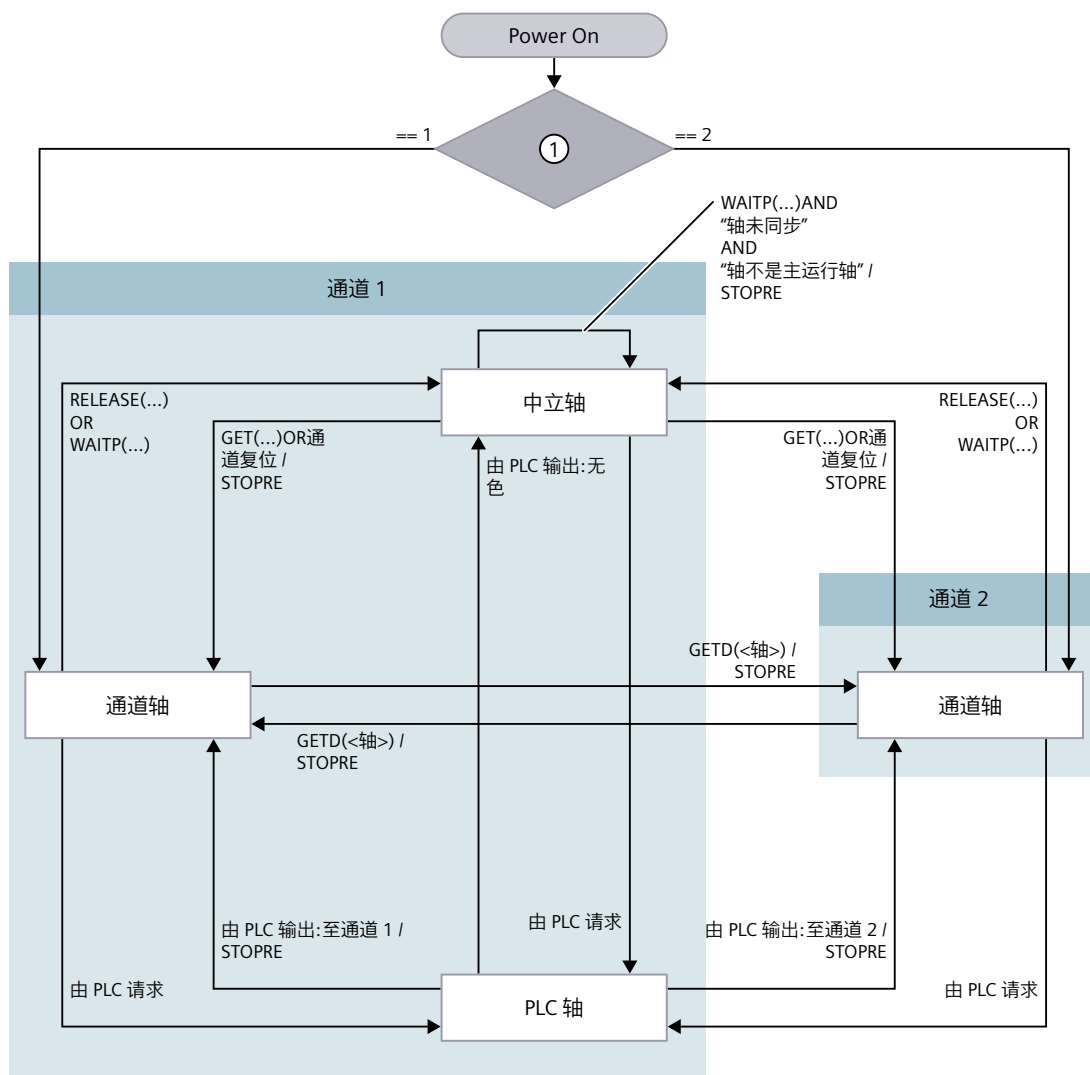 Power On
== 1
1
== 2
WAITP(...)AND
“轴未同步”
AND
“轴不是主运行轴” /
STOPRE
通道 1
中立轴
RELEASE(...)
OR
WAITP(...)
GET(...)OR通
道复位 /
STOPRE
由 PLC 输出:无
色
GET(...)OR通
道复位 /
STOPRE
RELEASE(...)
OR
WAITP(...)
通道 2
GETD(<轴>) /
STOPRE
通道轴
通道轴
GETD(<轴>) /
STOPRE
由 PLC 输出:至通道 1 /
STOPRE
由 PLC 请求
由 PLC 输出:至通道 2 /
STOPRE
由 PLC 请求
PLC 轴
由 PLC 请求